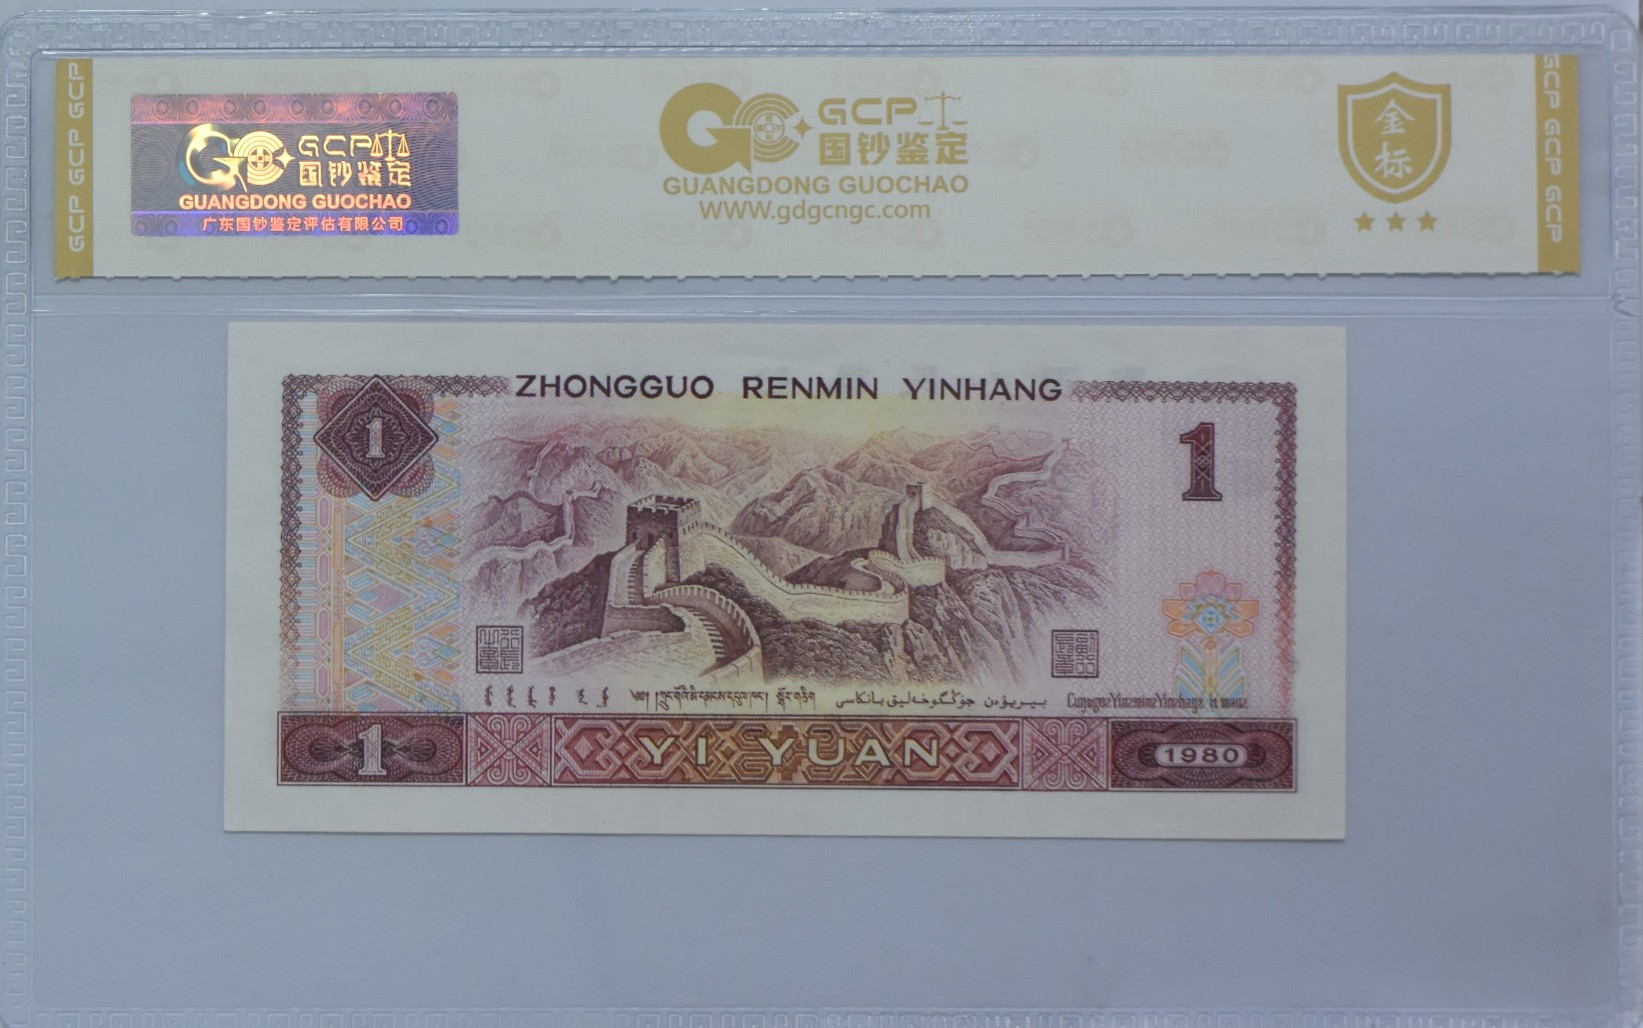 GCP GCP GCP
GCP
国钞鉴定
GUANGDONG GUOCHAO
广东国钞鉴定评估有限公司
GCP
国钞鉴定
GUANGDONG GUOCHAO
WWW.gdgcngc.com
金
标
GCP GCP GCP
ZHONGGUO RENMIN YINHANG
1
1
1
YI YUAN
1980